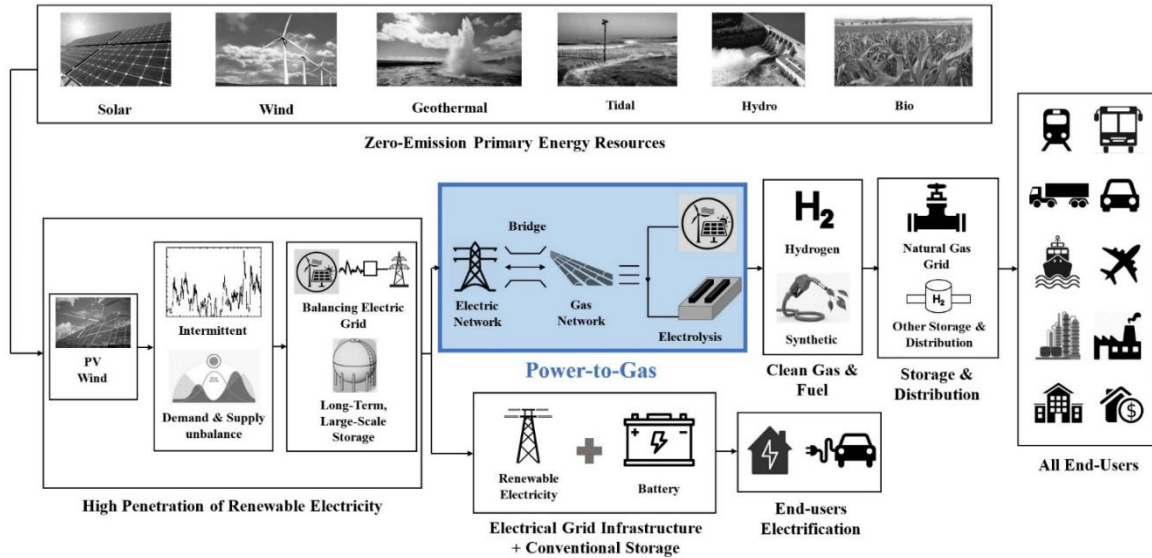 Solar
Wind
Geothermal
Tidal
Hydro
Bio
Zero-Emission Primary Energy Resources
PV
Wind
Intermittent
Demand & Supply
unbalance
Balancing Electric
Grid
Long-Term,
Large-Scale
Storage
High Penetration of Renewable Electricity
Bridge
Electric
Network
Gas
Network
Electrolysis
Power-to-Gas
H2
Hydrogen
Synthetic
Clean Gas &
Fuel
Natural Gas
Grid
H2
Other Storage &
Distribution
Storage &
Distribution
$
All End-Users
Renewable
Electricity
+ −
Battery
Electrical Grid Infrastructure
+ Conventional Storage
End-users
Electrification